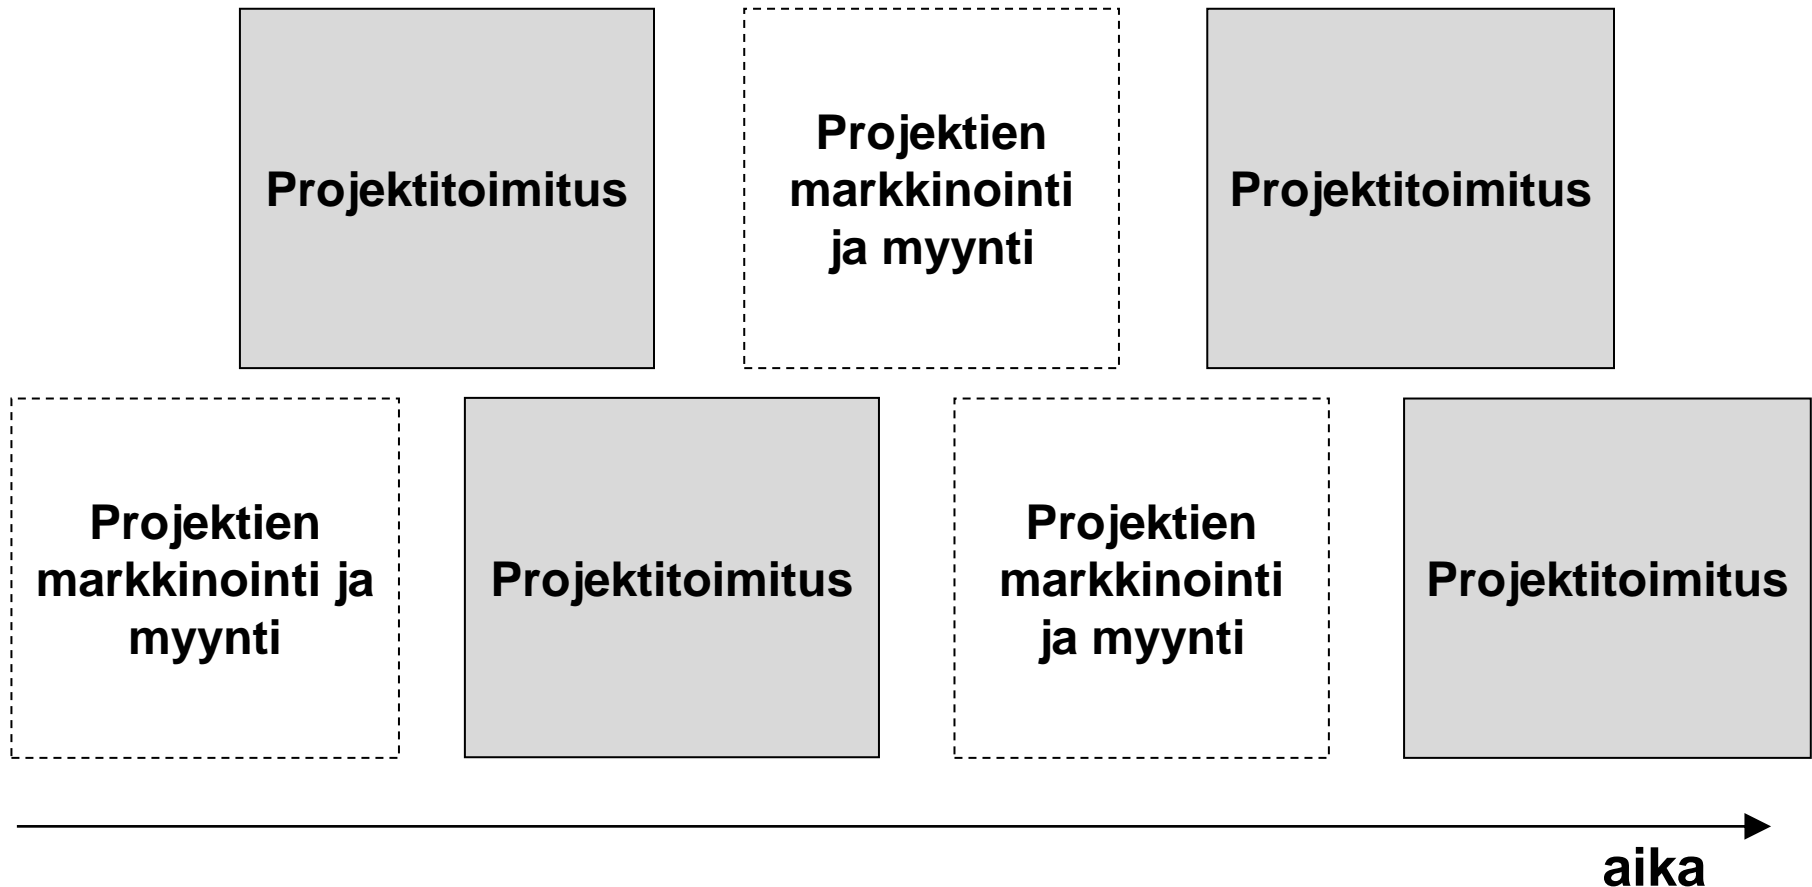 Projektitoimitus
Projektien
markkinointi
ja myynti
Projektitoimitus
Projektien
markkinointi ja
myynti
Projektitoimitus
Projektien
markkinointi
ja myynti
Projektitoimitus
aika